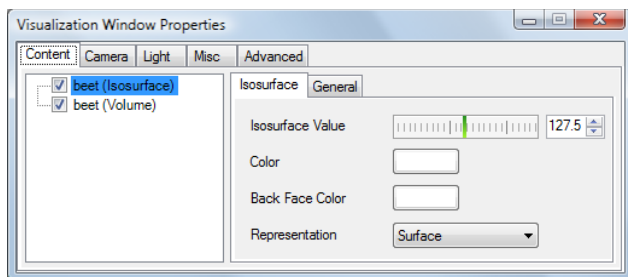 Visualization Window Properties
Content Camera Light Misc Advanced
beet (Isosurface)
beet (Volume)
Isosurface General
Isosurface Value 127.5
Color
Back Face Color
Representation Surface